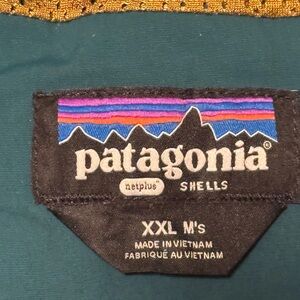 patagonia®
netplus® SHELLS
XXL M's
MADE IN VIETNAM
FABRIQUÉ AU VIETNAM